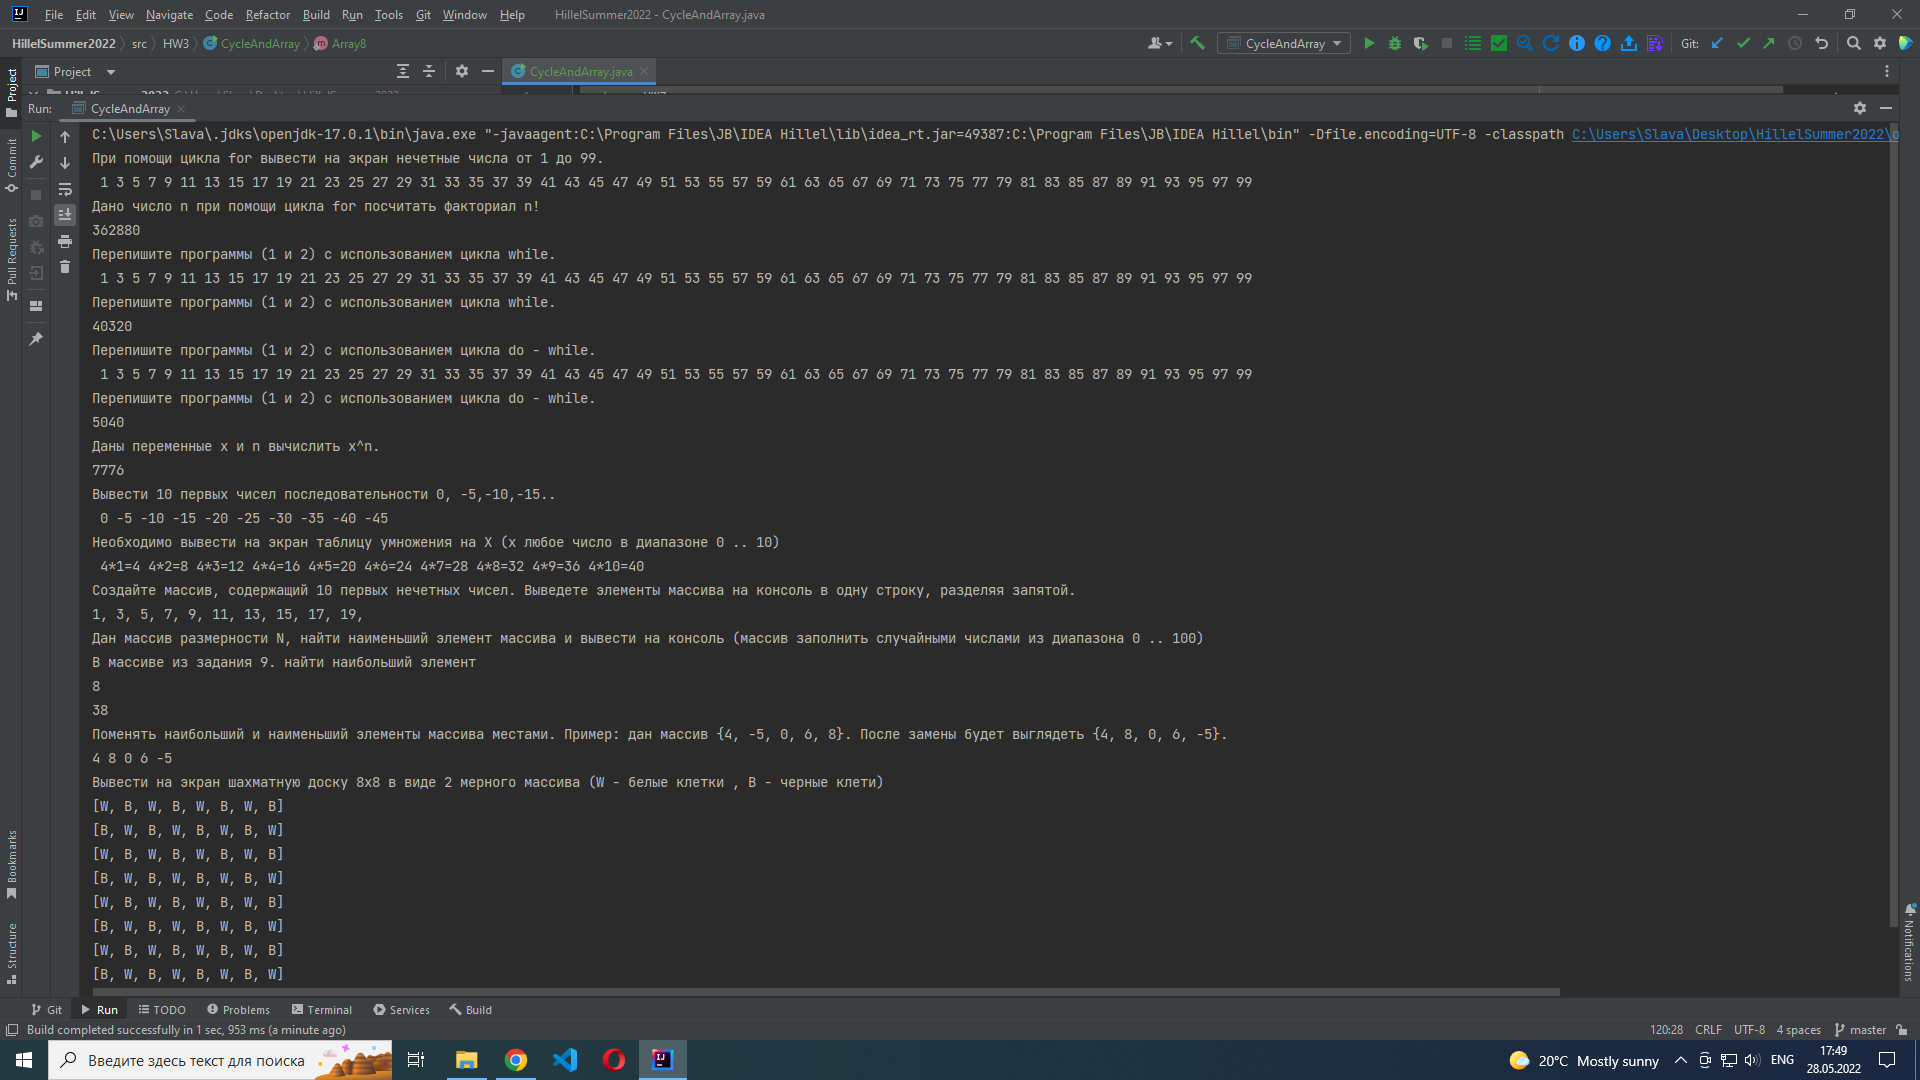 File Edit View Navigate Code Refactor Build Run Tools Git Window Help HillelSummer2022 - CycleAndArray.java
HillelSummer2022 src HW3 CycleAndArray Array8 CycleAndArray Git:
Project CycleAndArray.java
Run: CycleAndArray
C:\Users\Slava\.jdks\openjdk-17.0.1\bin\java.exe "-javaagent:C:\Program Files\JB\IDEA Hillel\lib\idea_rt.jar=49387:C:\Program Files\JB\IDEA Hillel\bin" -Dfile.encoding=UTF-8 -classpath C:\Users\Slava\Desktop\HillelSummer2022\o
При помощи цикла for вывести на экран нечетные числа от 1 до 99.
1 3 5 7 9 11 13 15 17 19 21 23 25 27 29 31 33 35 37 39 41 43 45 47 49 51 53 55 57 59 61 63 65 67 69 71 73 75 77 79 81 83 85 87 89 91 93 95 97 99
Дано число n при помощи цикла for посчитать факториал n!
362880
Перепишите программы (1 и 2) с использованием цикла while.
1 3 5 7 9 11 13 15 17 19 21 23 25 27 29 31 33 35 37 39 41 43 45 47 49 51 53 55 57 59 61 63 65 67 69 71 73 75 77 79 81 83 85 87 89 91 93 95 97 99
Перепишите программы (1 и 2) с использованием цикла while.
40320
Перепишите программы (1 и 2) с использованием цикла do - while.
1 3 5 7 9 11 13 15 17 19 21 23 25 27 29 31 33 35 37 39 41 43 45 47 49 51 53 55 57 59 61 63 65 67 69 71 73 75 77 79 81 83 85 87 89 91 93 95 97 99
Перепишите программы (1 и 2) с использованием цикла do - while.
5040
Даны переменные x и n вычислить x^n.
7776
Вывести 10 первых чисел последовательности 0, -5,-10,-15..
0 -5 -10 -15 -20 -25 -30 -35 -40 -45
Необходимо вывести на экран таблицу умножения на X (x любое число в диапазоне 0 .. 10)
4*1=4 4*2=8 4*3=12 4*4=16 4*5=20 4*6=24 4*7=28 4*8=32 4*9=36 4*10=40
Создайте массив, содержащий 10 первых нечетных чисел. Выведете элементы массива на консоль в одну строку, разделяя запятой.
1, 3, 5, 7, 9, 11, 13, 15, 17, 19,
Дан массив размерности N, найти наименьший элемент массива и вывести на консоль (массив заполнить случайными числами из диапазона 0 .. 100)
В массиве из задания 9. найти наибольший элемент
8
38
Поменять наибольший и наименьший элементы массива местами. Пример: дан массив {4, -5, 0, 6, 8}. После замены будет выглядеть {4, 8, 0, 6, -5}.
4 8 0 6 -5
Вывести на экран шахматную доску 8х8 в виде 2 мерного массива (W - белые клетки , B - черные клети)
[W, B, W, B, W, B, W, B]
[B, W, B, W, B, W, B, W]
[W, B, W, B, W, B, W, B]
[B, W, B, W, B, W, B, W]
[W, B, W, B, W, B, W, B]
[B, W, B, W, B, W, B, W]
[W, B, W, B, W, B, W, B]
[B, W, B, W, B, W, B, W]
Project
Commit
Pull Requests
Bookmarks
Structure
Notifications
Git Run TODO Problems Terminal Services Build
Build completed successfully in 1 sec, 953 ms (a minute ago) 120:28 CRLF UTF-8 4 spaces master
Введите здесь текст для поиска 20°C Mostly sunny ENG 17:49
28.05.2022